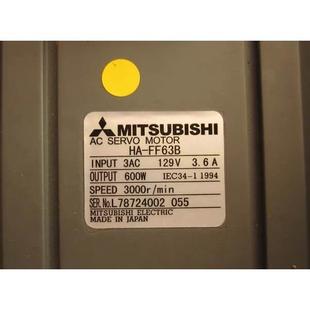 MITSUBISHI
AC SERVO MOTOR
HA-FF63B
INPUT 3AC 129V 3.6A
OUTPUT 600W IEC34-1 1994
SPEED 3000r/min
SER.No.L78724002 055
MITSUBISHI ELECTRIC
MADE IN JAPAN